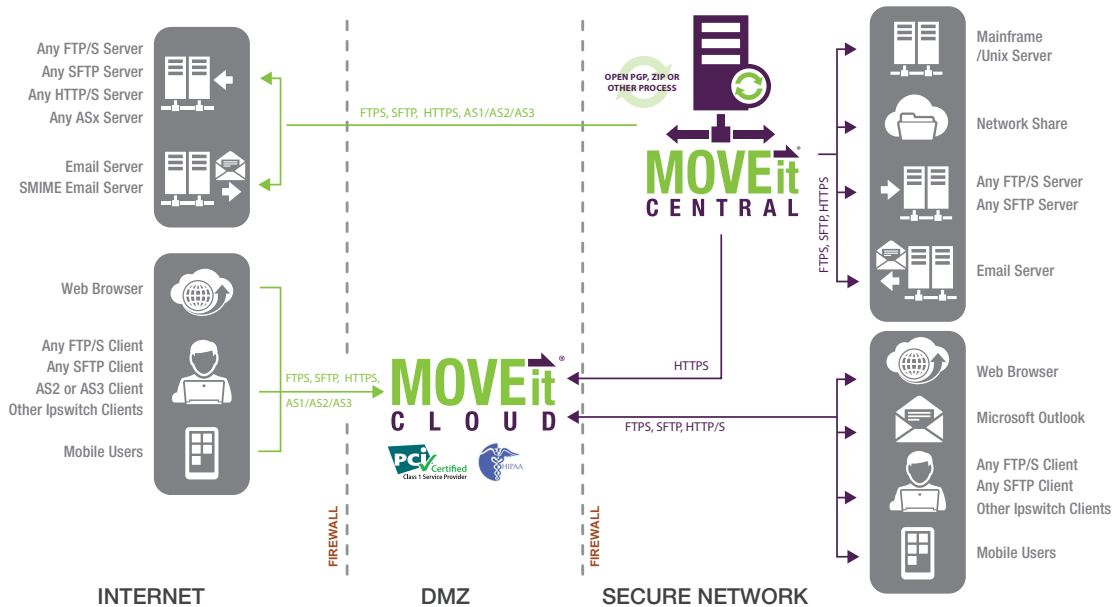 Any FTP/S Server
Any SFTP Server
Any HTTP/S Server
Any ASx Server
Email Server
SMIME Email Server
FTPS, SFTP, HTTPS, AS1/AS2/AS3
OPEN PGP, ZIP OR
OTHER PROCESS
MOVEit®
CENTRAL
FTPS, SFTP, HTTPS
Mainframe
/Unix Server
Network Share
Any FTP/S Server
Any SFTP Server
Email Server
Web Browser
Any FTP/S Client
Any SFTP Client
AS2 or AS3 Client
Other Ipswitch Clients
Mobile Users
FTPS, SFTP, HTTPS,
AS1/AS2/AS3
MOVEit®
CLOUD
PCi Certified
Class 1 Service Provider
HIPAA
HTTPS
FTPS, SFTP, HTTP/S
Web Browser
Microsoft Outlook
Any FTP/S Client
Any SFTP Client
Other Ipswitch Clients
Mobile Users
FIREWALL
FIREWALL
INTERNET
DMZ
SECURE NETWORK